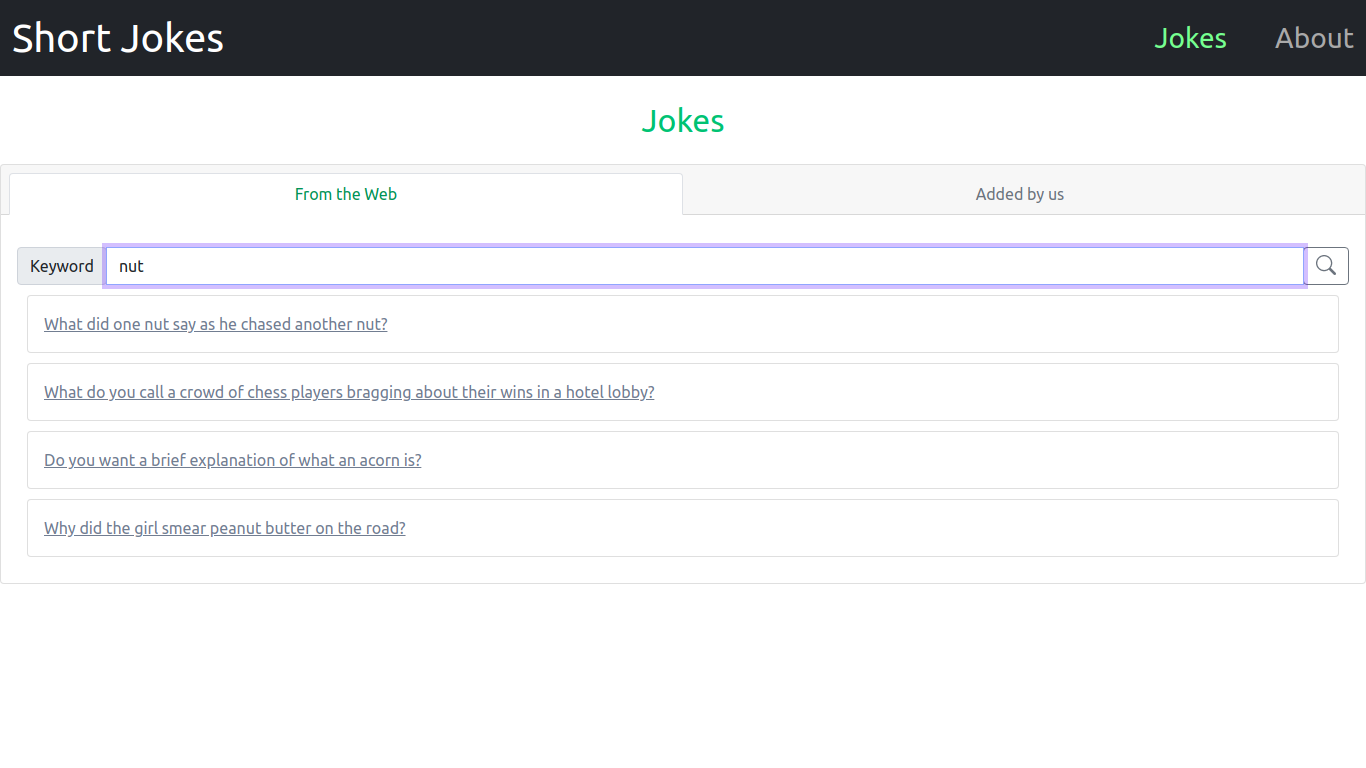 Short Jokes
Jokes
About
Jokes
From the Web
Added by us
Keyword
nut
What did one nut say as he chased another nut?
What do you call a crowd of chess players bragging about their wins in a hotel lobby?
Do you want a brief explanation of what an acorn is?
Why did the girl smear peanut butter on the road?